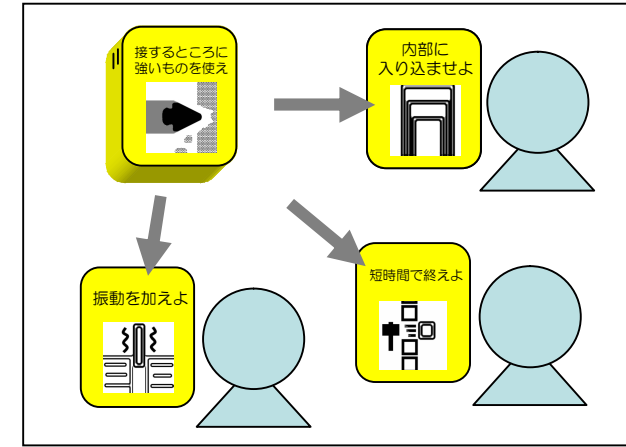 接するところに
強いものを使え
内部に
入り込ませよ
振動を加えよ
短時間で終えよ